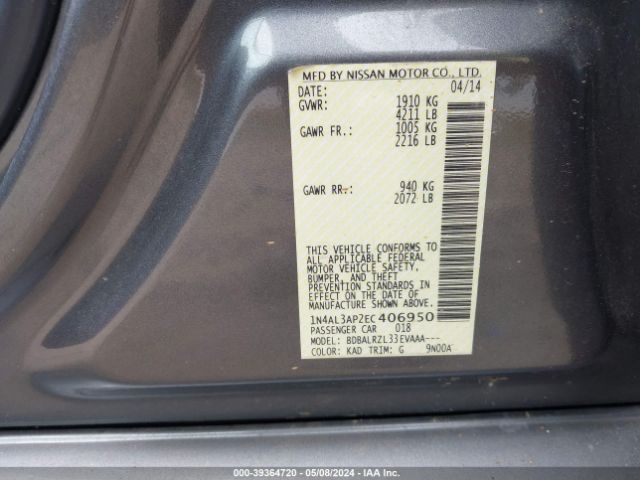 MFD BY NISSAN MOTOR CO., LTD.
DATE: 04/14
GVWR: 1910 KG
4211 LB
GAWR FR.: 1005 KG
2216 LB
GAWR RR.: 940 KG
2072 LB
THIS VEHICLE CONFORMS TO
ALL APPLICABLE FEDERAL
MOTOR VEHICLE SAFETY,
BUMPER, AND THEFT
PREVENTION STANDARDS IN
EFFECT ON THE DATE OF
MANUFACTURE SHOWN ABOVE.
1N4AL3AP2EC406950
PASSENGER CAR 018
MODEL: BDBALRZL33EVAAA---
COLOR: KAD TRIM: G 9N00A
000-39364720 - 05/08/2024 - IAA Inc.